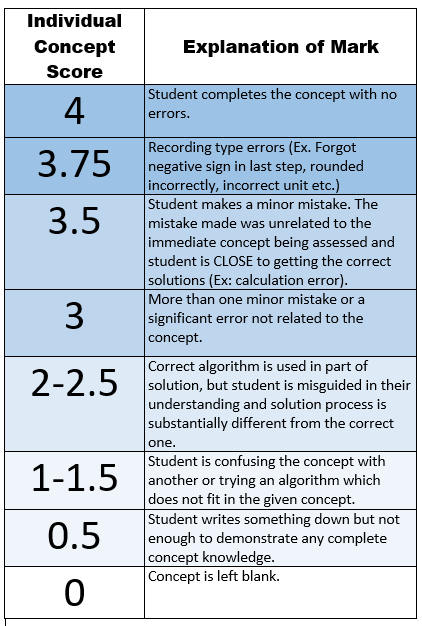 Individual
Concept
Score
Explanation of Mark
4
Student completes the concept with no
errors.
3.75
Recording type errors (Ex. Forgot
negative sign in last step, rounded
incorrectly, incorrect unit etc.)
3.5
Student makes a minor mistake. The
mistake made was unrelated to the
immediate concept being assessed and
student is CLOSE to getting the correct
solutions (Ex: calculation error).
3
More than one minor mistake or a
significant error not related to the
concept.
2-2.5
Correct algorithm is used in part of
solution, but student is misguided in their
understanding and solution process is
substantially different from the correct
one.
1-1.5
Student is confusing the concept with
another or trying an algorithm which
does not fit in the given concept.
0.5
Student writes something down but not
enough to demonstrate any complete
concept knowledge.
0
Concept is left blank.